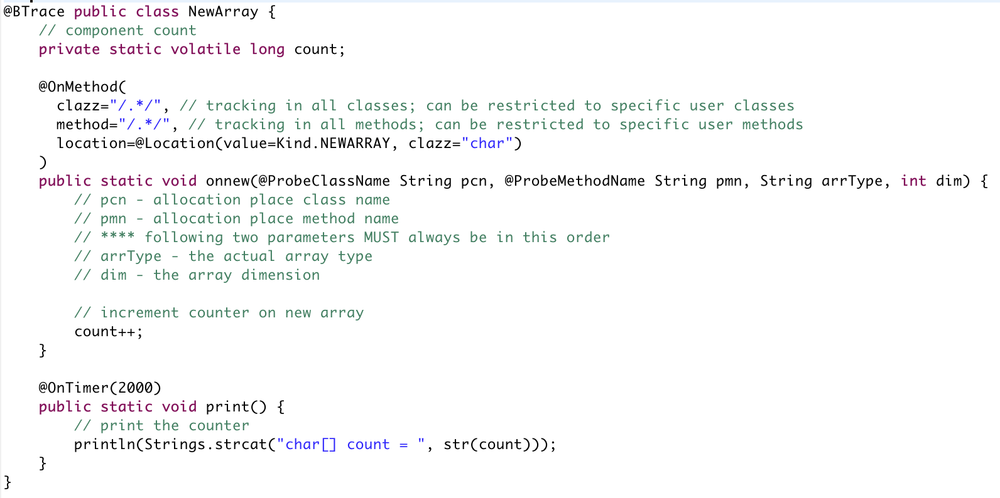 @BTrace public class NewArray {
    // component count
    private static volatile long count;

    @OnMethod(
      clazz="/.*/", // tracking in all classes; can be restricted to specific user classes
      method="/.*/", // tracking in all methods; can be restricted to specific user methods
      location=@Location(value=Kind.NEWARRAY, clazz="char")
    )
    public static void onnew(@ProbeClassName String pcn, @ProbeMethodName String pmn, String arrType, int dim) {
        // pcn - allocation place class name
        // pmn - allocation place method name
        // **** following two parameters MUST always be in this order
        // arrType - the actual array type
        // dim - the array dimension

        // increment counter on new array
        count++;
    }

    @OnTimer(2000)
    public static void print() {
        // print the counter
        println(Strings.strcat("char[] count = ", str(count)));
    }
}